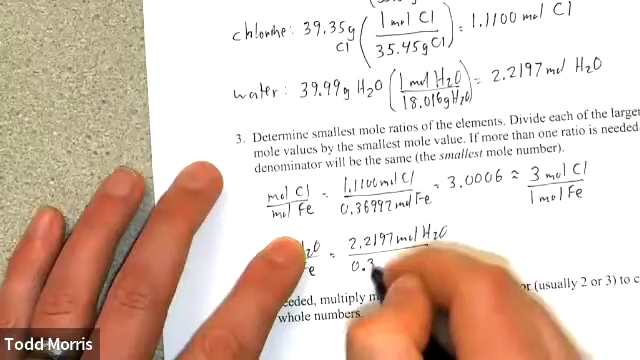 chlorine: 39.35g Cl (1 mol Cl / 35.45g Cl) = 1.1100 mol Cl
water: 39.99g H2O (1 mol H2O / 18.016g H2O) = 2.2197 mol H2O
3. Determine smallest mole ratios of the elements. Divide each of the large
mole values by the smallest mole value. If more than one ratio is needed
denominator will be the same (the smallest mole number).
mol Cl / mol Fe = 1.1100 mol Cl / 0.36992 mol Fe = 3.0006 ≈ 3 mol Cl / 1 mol Fe
= 2.2197 mol H2O / 0.3
eeded, multiply or (usually 2 or 3) to c
whole numbers.
Todd Morris